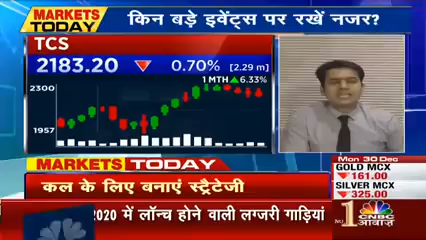 MARKETS TODAY
किन बड़े इवेंट्स पर रखें नजर?
TCS
2183.20 0.70% [2.29 m]
1 MTH 6.33%
2300
1957
MARKETS TODAY
कल के लिए बनाएं स्ट्रैटेजी
Mon 30 Dec
GOLD MCX
161.00
SILVER MCX
325.00
2020 में लॉन्च होने वाली लग्जरी गाड़ियां
No 1 CNBC आवाज़